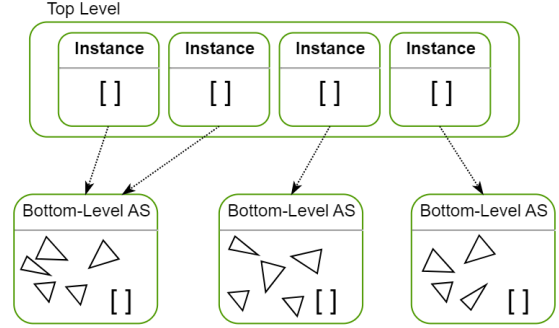 Top Level
Instance Instance Instance Instance
[ ] [ ] [ ] [ ]
Bottom-Level AS Bottom-Level AS Bottom-Level AS
[ ] [ ] [ ]